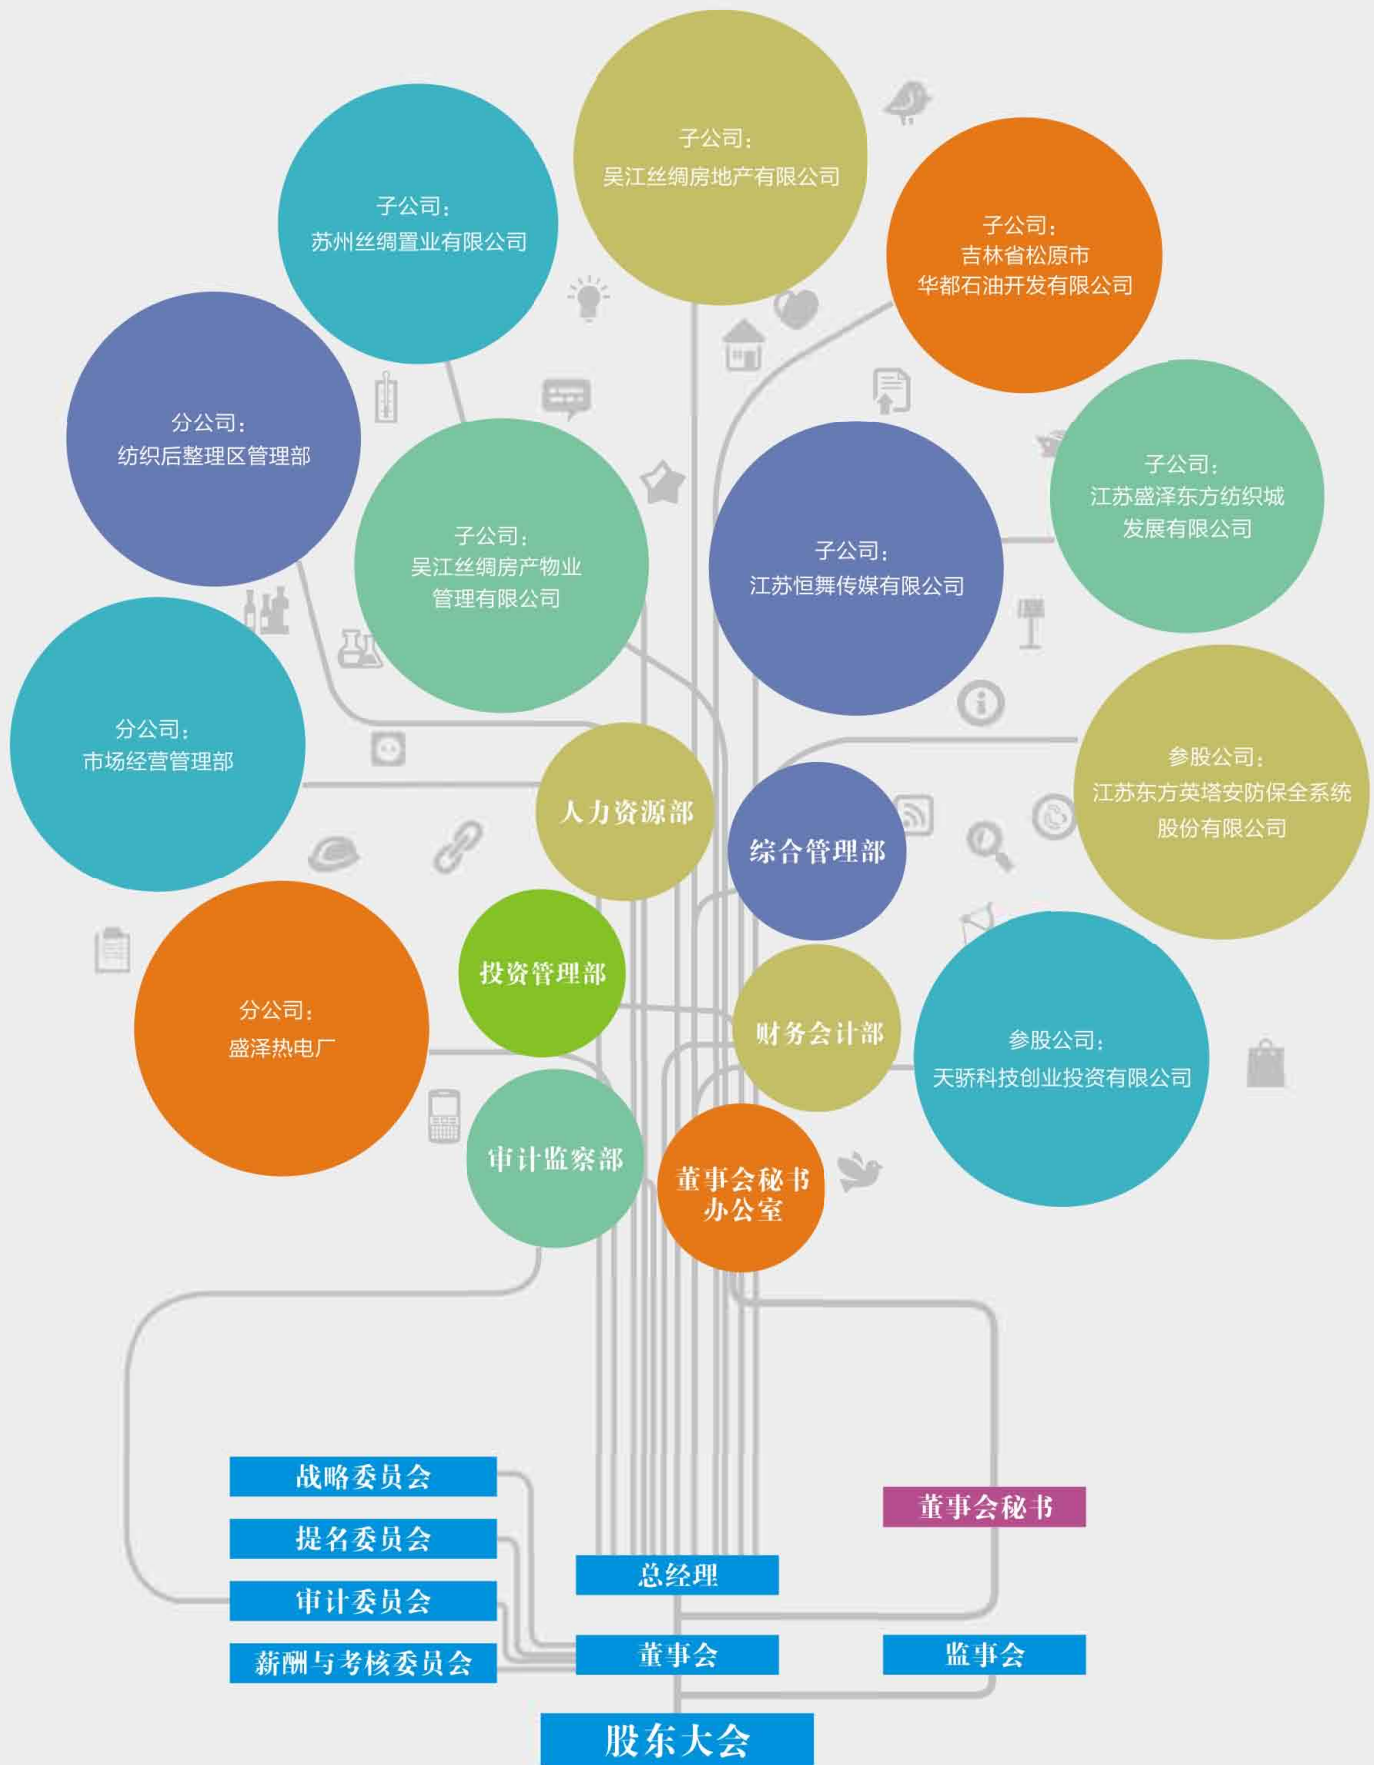 子公司：
吴江丝绸房地产有限公司
子公司：
苏州丝绸置业有限公司
子公司：
吉林省松原市
华都石油开发有限公司
分公司：
纺织后整理区管理部
子公司：
江苏盛泽东方纺织城
发展有限公司
子公司：
吴江丝绸房产物业
管理有限公司
子公司：
江苏恒舞传媒有限公司
分公司：
市场经营管理部
参股公司：
江苏东方英塔安防保全系统
股份有限公司
人力资源部
综合管理部
投资管理部
财务会计部
分公司：
盛泽热电厂
参股公司：
天骄科技创业投资有限公司
审计监察部
董事会秘书
办公室
战略委员会
董事会秘书
提名委员会
总经理
审计委员会
薪酬与考核委员会
董事会
监事会
股东大会